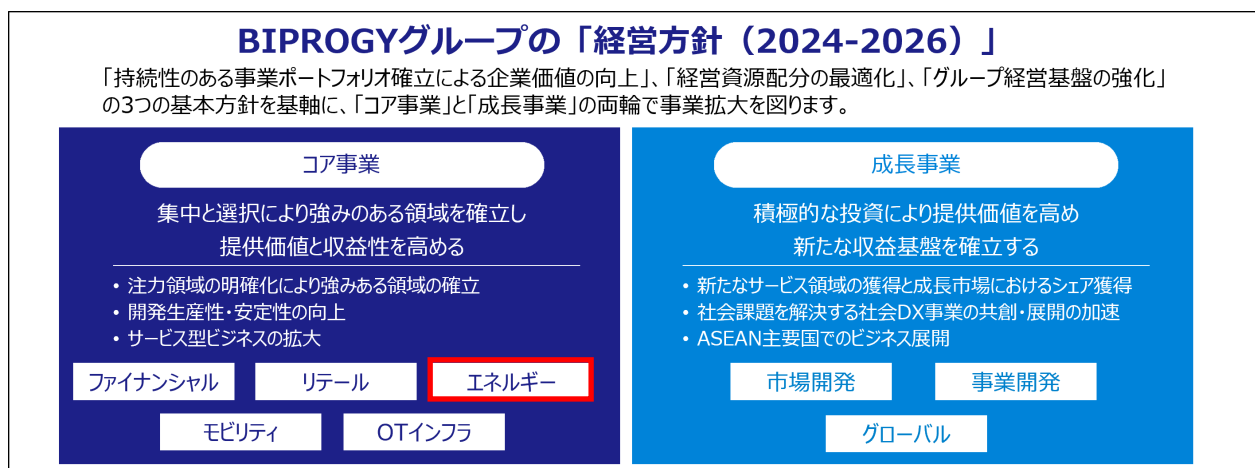 BIPROGYグループの「経営方針（2024-2026）」
「持続性のある事業ポートフォリオ確立による企業価値の向上」、「経営資源配分の最適化」、「グループ経営基盤の強化」
の3つの基本方針を基軸に、「コア事業」と「成長事業」の両輪で事業拡大を図ります。
コア事業
集中と選択により強みのある領域を確立し
提供価値と収益性を高める
• 注力領域の明確化により強みある領域の確立
• 開発生産性・安定性の向上
• サービス型ビジネスの拡大
ファイナンシャル
リテール
エネルギー
モビリティ
OTインフラ
成長事業
積極的な投資により提供価値を高め
新たな収益基盤を確立する
• 新たなサービス領域の獲得と成長市場におけるシェア獲得
• 社会課題を解決する社会DX事業の共創・展開の加速
• ASEAN主要国でのビジネス展開
市場開発
事業開発
グローバル